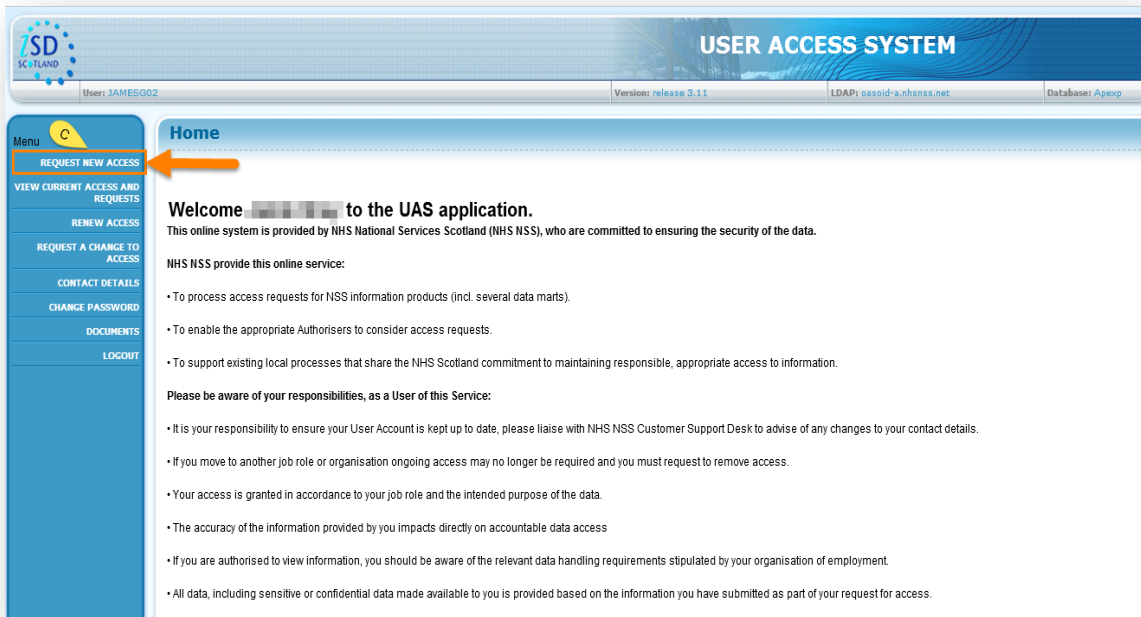 iSD
SCOTLAND
USER ACCESS SYSTEM
User: JAMESG02
Version: release 3.11
LDAP: oasoid-a.nhsnss.net
Database: Apexp
Menu
C
REQUEST NEW ACCESS
VIEW CURRENT ACCESS AND
REQUESTS
RENEW ACCESS
REQUEST A CHANGE TO
ACCESS
CONTACT DETAILS
CHANGE PASSWORD
DOCUMENTS
LOGOUT
Home
Welcome to the UAS application.
This online system is provided by NHS National Services Scotland (NHS NSS), who are committed to ensuring the security of the data.
NHS NSS provide this online service:
• To process access requests for NSS information products (incl. several data marts).
• To enable the appropriate Authorisers to consider access requests.
• To support existing local processes that share the NHS Scotland commitment to maintaining responsible, appropriate access to information.
Please be aware of your responsibilities, as a User of this Service:
• It is your responsibility to ensure your User Account is kept up to date, please liaise with NHS NSS Customer Support Desk to advise of any changes to your contact details.
• If you move to another job role or organisation ongoing access may no longer be required and you must request to remove access.
• Your access is granted in accordance to your job role and the intended purpose of the data.
• The accuracy of the information provided by you impacts directly on accountable data access
• If you are authorised to view information, you should be aware of the relevant data handling requirements stipulated by your organisation of employment.
• All data, including sensitive or confidential data made available to you is provided based on the information you have submitted as part of your request for access.